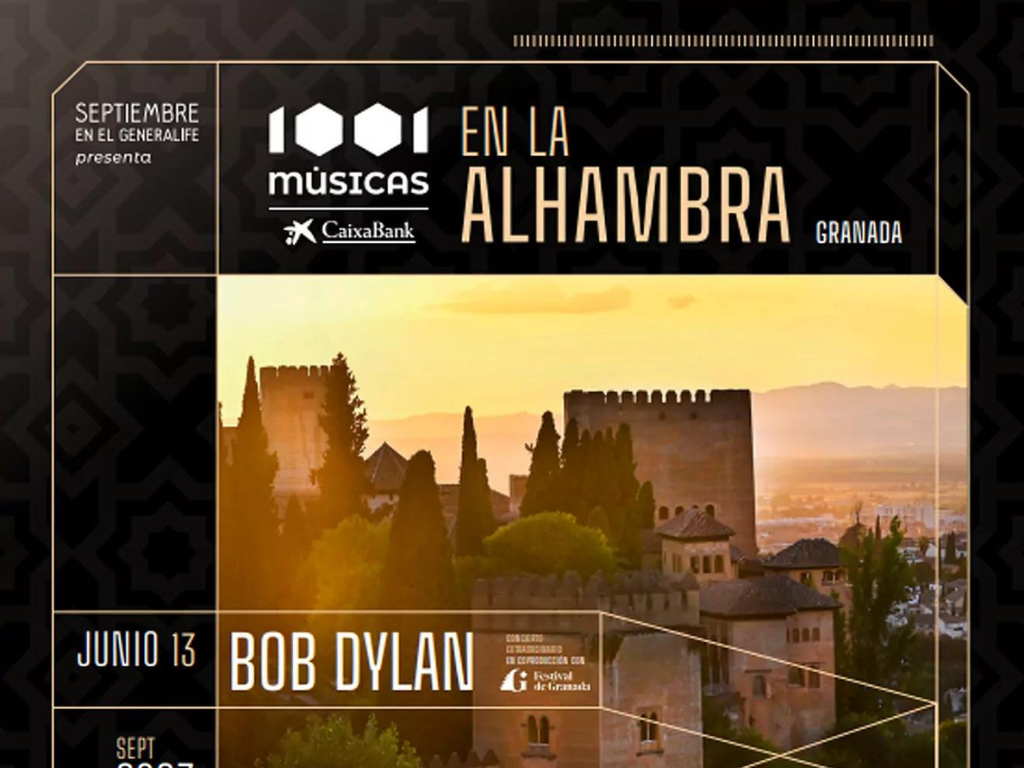 SEPTIEMBRE
EN EL GENERALIFE
presenta
1001
MÚSICAS
CaixaBank
EN LA
ALHAMBRA
GRANADA
JUNIO 13
BOB DYLAN
CONCIERTO
EXTRAORDINARIO
EN COPRODUCCIÓN CON
Festival
de Granada
SEPT